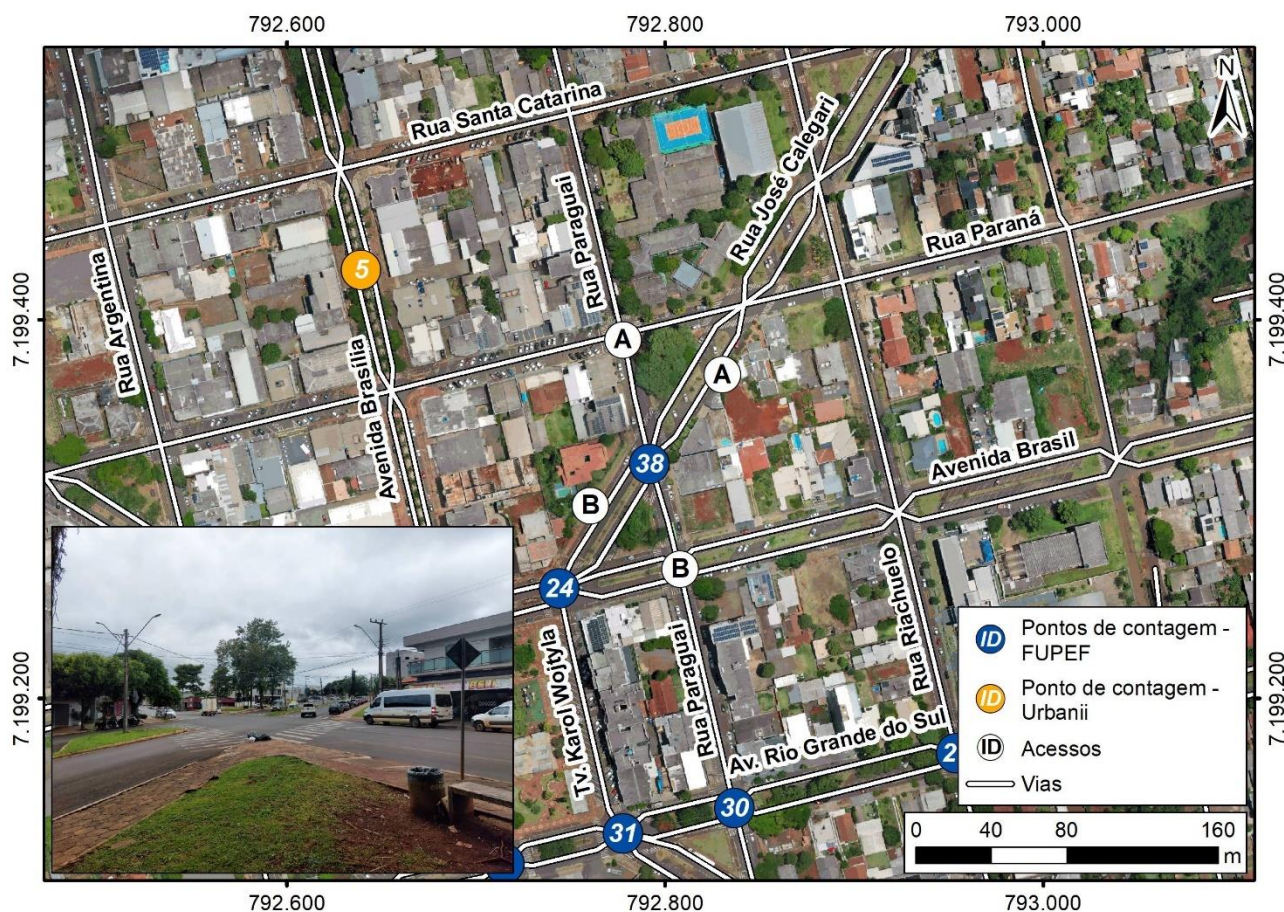 792.600
792.800
793.000
N
Rua Santa Catarina
Rua José Calegari
Rua Paraguai
Rua Paraná
Rua Argentina
7.199.400
7.199.400
5
A
A
Avenida Brasília
38
Avenida Brasil
B
B
24
Tv. Karol Wojtyla
Rua Paraguai
Rua Riachuelo
Av. Rio Grande do Sul
7.199.200
7.199.200
2
30
31
ID Pontos de contagem -
FUPEF
ID Ponto de contagem -
Urbanii
ID Acessos
Vias
0 40 80 160
m
792.600
792.800
793.000